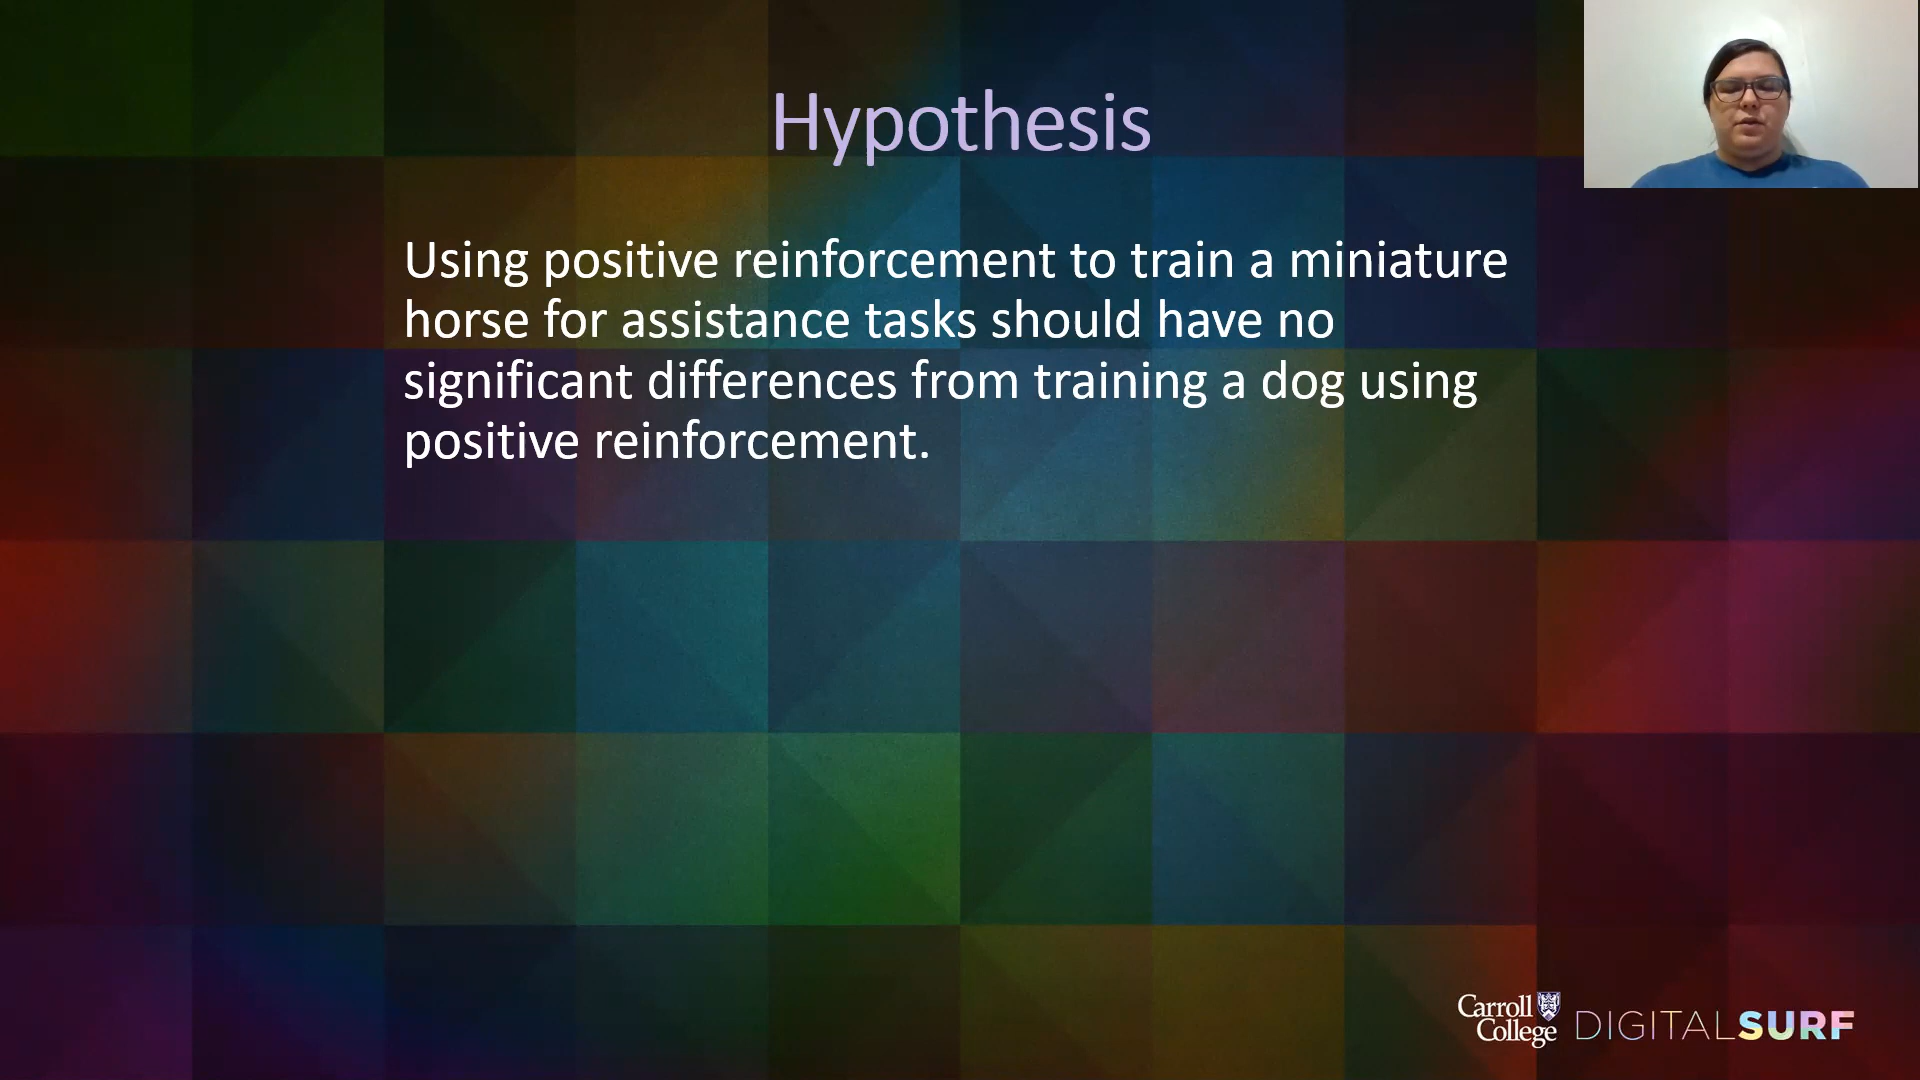 Hypothesis
Using positive reinforcement to train a miniature
horse for assistance tasks should have no
significant differences from training a dog using
positive reinforcement.
Carroll
College
DIGITALSURF